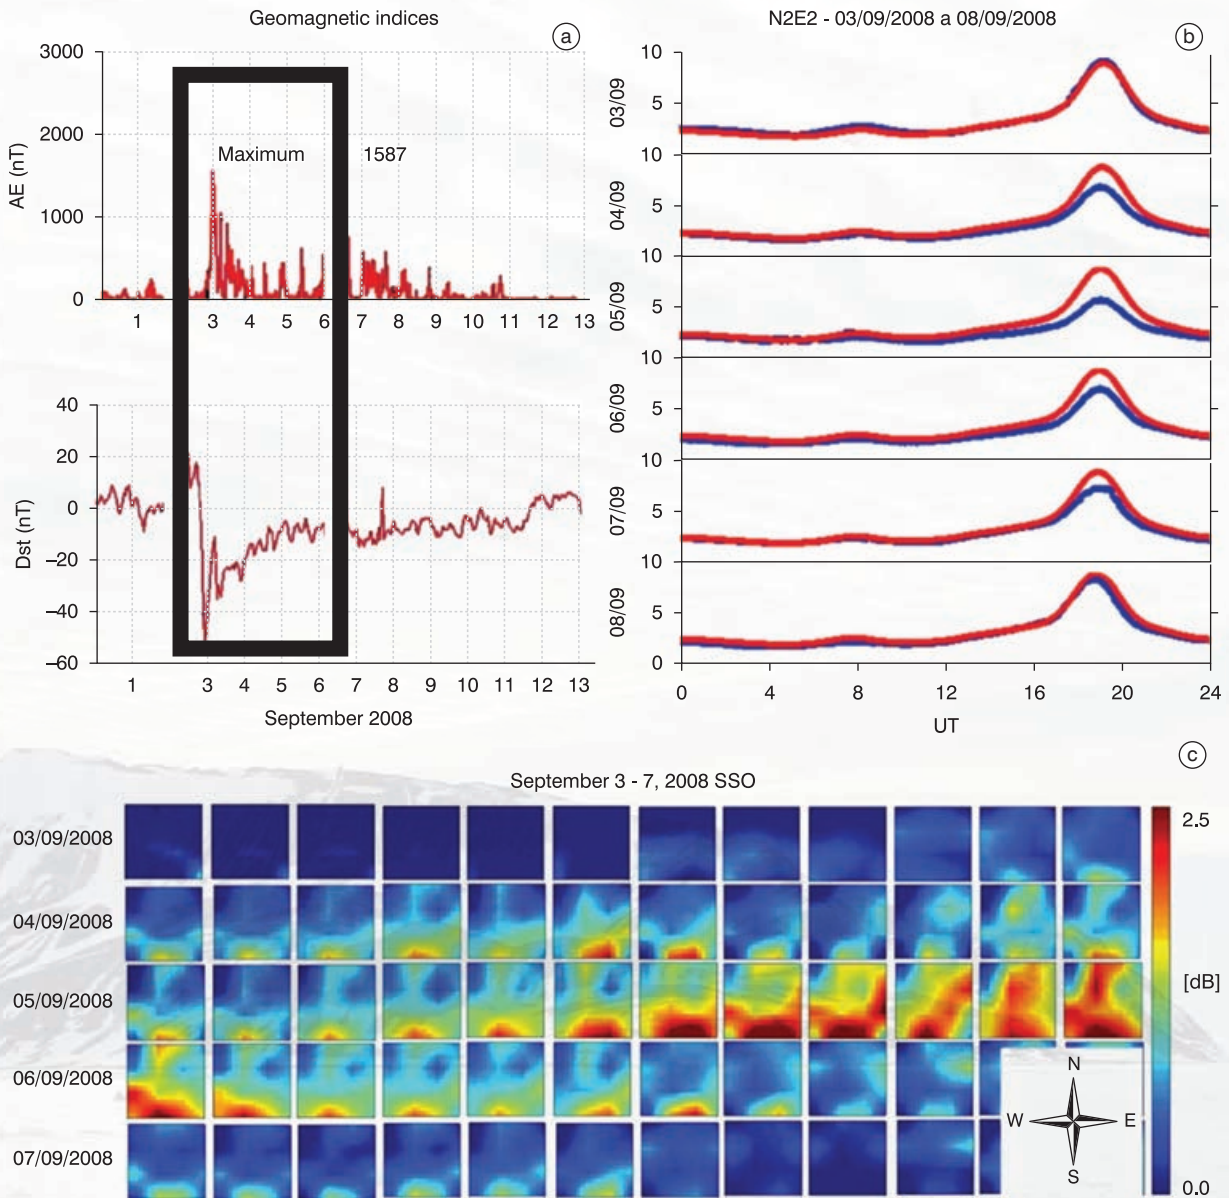 Geomagnetic indices
a
3000
2000
1000
0
AE (nT)
Maximum
1587
1 3 4 5 6 7 8 9 10 11 12 13
40
20
0
−20
−40
−60
Dst (nT)
1 3 4 5 6 7 8 9 10 11 12 13
September 2008
N2E2 - 03/09/2008 a 08/09/2008
b
10
5
03/09
10
5
04/09
10
5
05/09
10
5
06/09
10
5
07/09
10
5
08/09
0
0 4 8 12 16 20 24
UT
c
September 3 - 7, 2008 SSO
03/09/2008
04/09/2008
05/09/2008
06/09/2008
07/09/2008
2.5
[dB]
0.0
N
W E
S